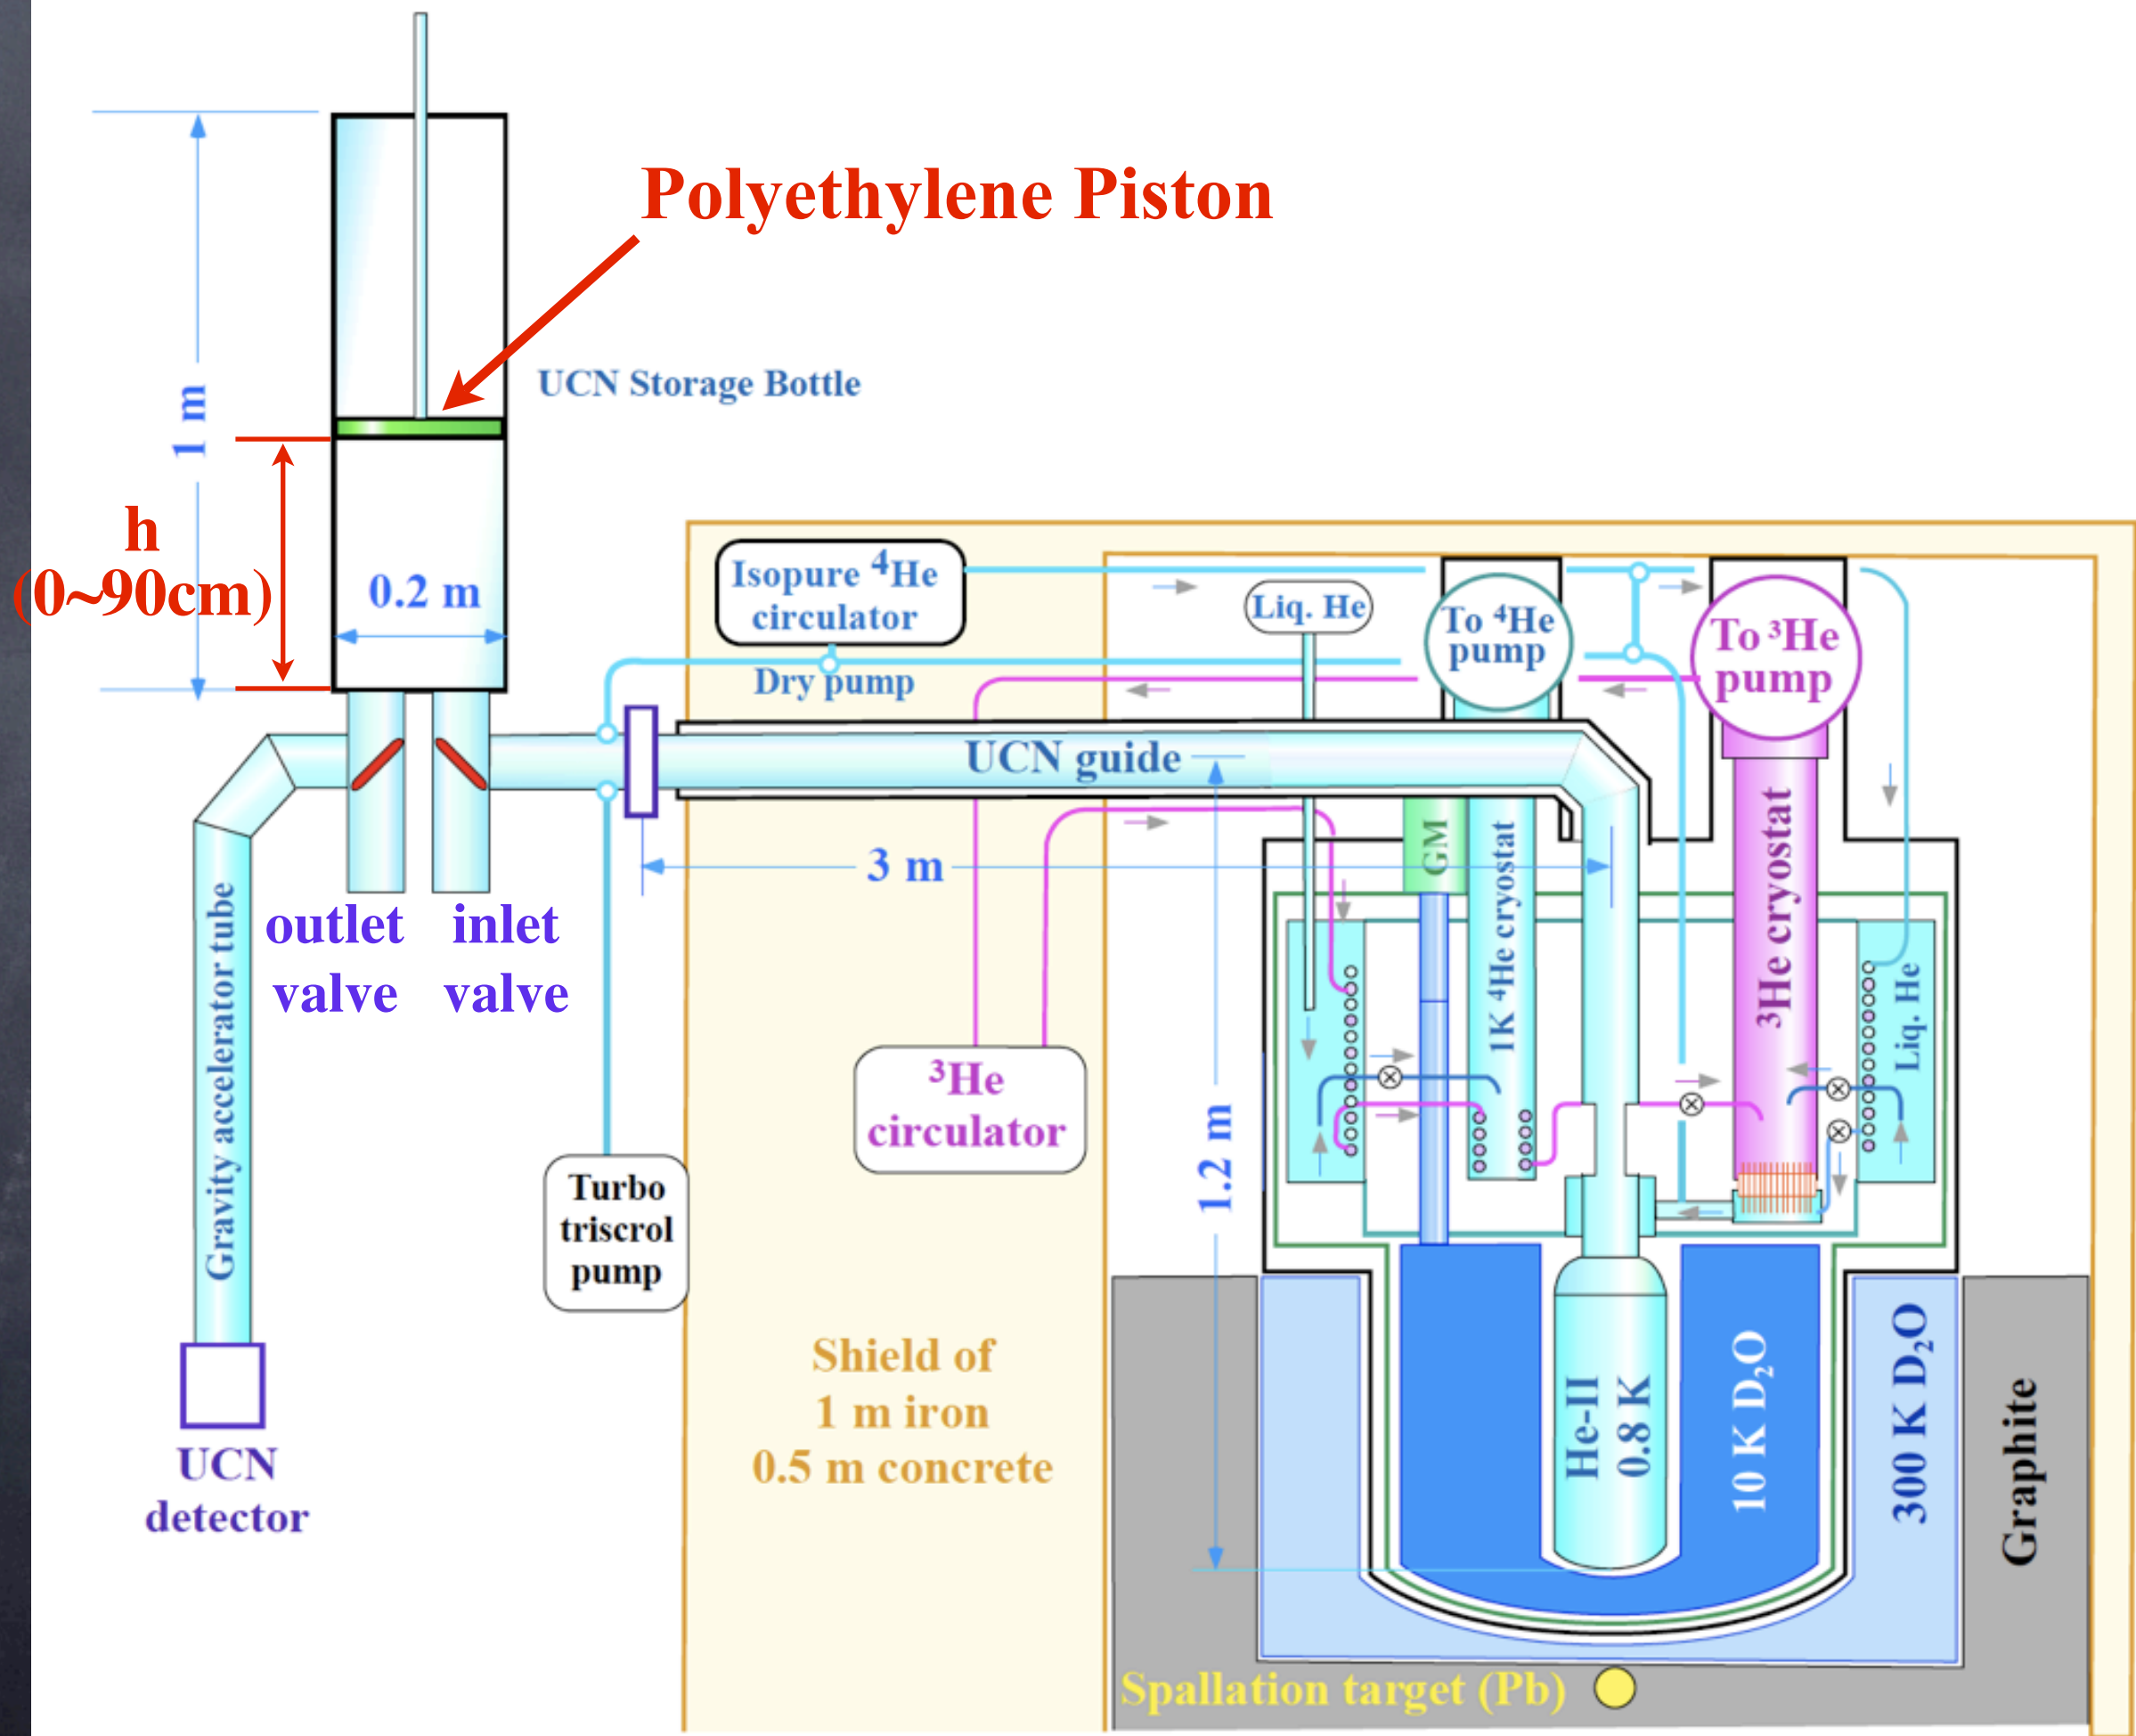 Polyethylene Piston
UCN Storage Bottle
1 m
h
(0~90cm)
0.2 m
Isopure ⁴He
circulator
Liq. He
To ⁴He
pump
To ³He
pump
Dry pump
UCN guide
3 m
GM
1K ⁴He cryostat
³He cryostat
Liq. He
outlet
valve
inlet
valve
Gravity accelerator tube
³He
circulator
1.2 m
Turbo
triscrol
pump
Shield of
1 m iron
0.5 m concrete
He-II
0.8 K
10 K D₂O
300 K D₂O
Graphite
UCN
detector
Spallation target (Pb)